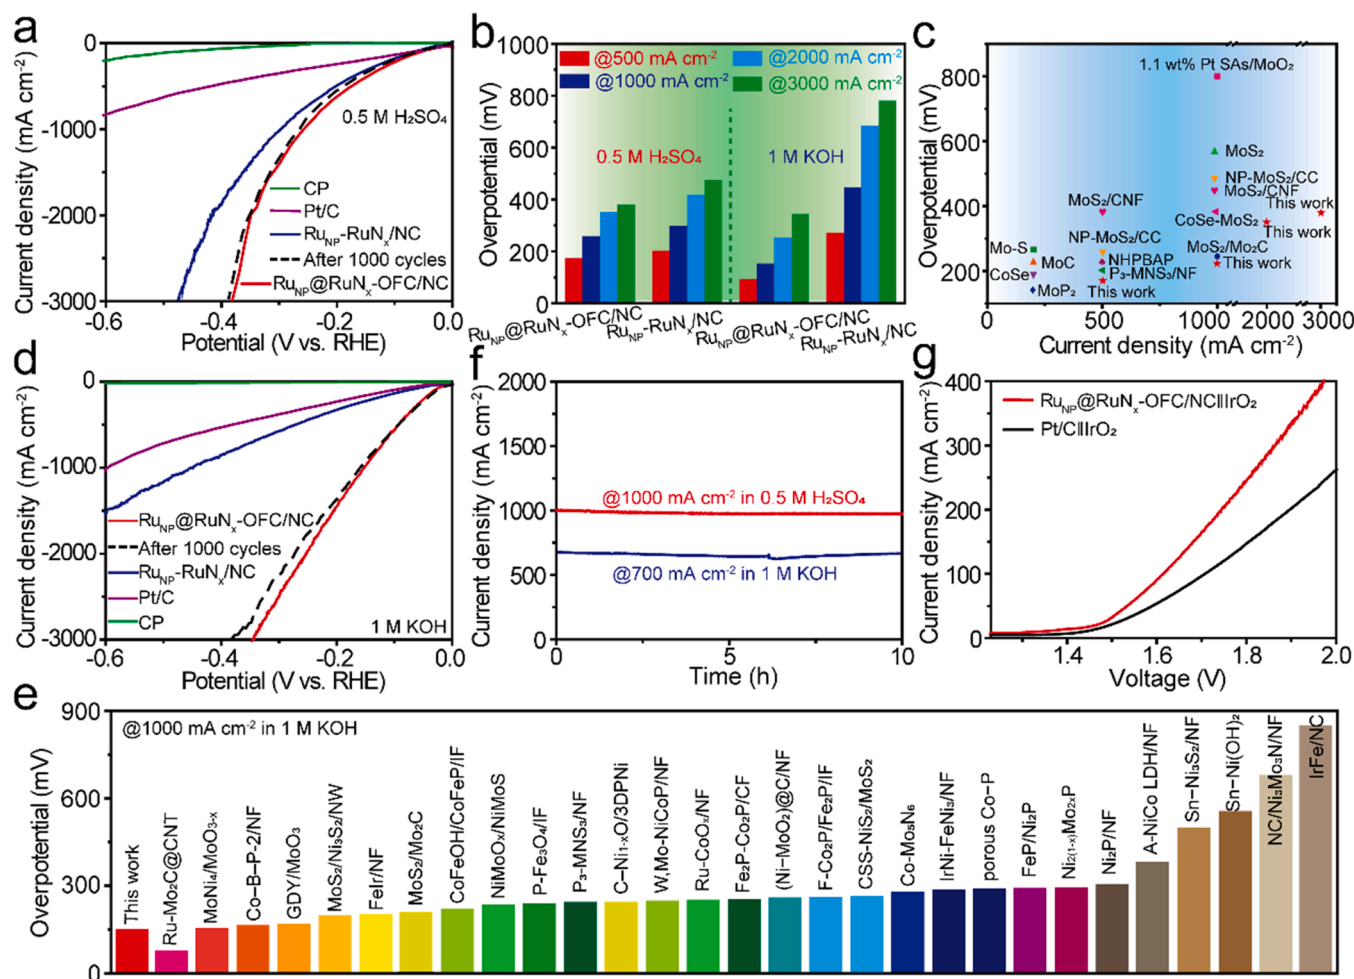 a
0
-1000
-2000
-3000
-0.6
-0.4
-0.2
0.0
Current density (mA cm⁻²)
Potential (V vs. RHE)
0.5 M H₂SO₄
CP
Pt/C
Ru_NP-RuNₓ/NC
After 1000 cycles
Ru_NP@RuNₓ-OFC/NC
b
1000
800
600
400
200
0
Overpotential (mV)
@500 mA cm⁻²
@2000 mA cm⁻²
@1000 mA cm⁻²
@3000 mA cm⁻²
0.5 M H₂SO₄
1 M KOH
Ru_NP@RuNₓ-OFC/NC
Ru_NP-RuNₓ/NC
Ru_NP@RuNₓ-OFC/NC
Ru_NP-RuNₓ/NC
c
800
600
400
200
Overpotential (mV)
1.1 wt% Pt SAs/MoO₂
MoS₂
NP-MoS₂/CC
MoS₂/CNF
MoS₂/CNF
This work
CoSe-MoS₂
This work
Mo-S
NP-MoS₂/CC
MoS₂/Mo₂C
MoC
NHPBAP
This work
CoSe
P₃-MNS₃/NF
MoP₂
This work
0
500
1000
2000
3000
Current density (mA cm⁻²)
d
0
-1000
-2000
-3000
-0.6
-0.4
-0.2
0.0
Current density (mA cm⁻²)
Potential (V vs. RHE)
Ru_NP@RuNₓ-OFC/NC
After 1000 cycles
Ru_NP-RuNₓ/NC
Pt/C
CP
1 M KOH
f
2000
1500
1000
500
0
Current density (mA cm⁻²)
@1000 mA cm⁻² in 0.5 M H₂SO₄
@700 mA cm⁻² in 1 M KOH
0
5
10
Time (h)
g
400
300
200
100
0
Current density (mA cm⁻²)
Ru_NP@RuNₓ-OFC/NCIIIrO₂
Pt/CIIIrO₂
1.4
1.6
1.8
2.0
Voltage (V)
e
900
600
300
0
Overpotential (mV)
@1000 mA cm⁻² in 1 M KOH
This work
Ru-Mo₂C@CNT
MoNi₄/MoO₃₋ₓ
Co–B–P-2/NF
GDY/MoO₃
MoS₂/Ni₃S₂/NW
FeIr/NF
MoS₂/Mo₂C
CoFeOH/CoFeP/IF
NiMoOₓ/NiMoS
P-Fe₃O₄/IF
P₃-MNS₃/NF
C–Ni₁₋ₓO/3DPNi
W,Mo-NiCoP/NF
Ru-CoOₓ/NF
Fe₂P-Co₂P/CF
(Ni–MoO₂)@C/NF
F-Co₂P/Fe₂P/IF
CSS-NiS₂/MoS₂
Co-Mo₅N₆
IrNi-FeNi₃/NF
porous Co–P
FeP/Ni₂P
Ni₂₍₁₋ₓ₎Mo₂ₓP
Ni₂P/NF
A-NiCo LDH/NF
Sn–Ni₃S₂/NF
Sn–Ni(OH)₂
NC/Ni₃Mo₃N/NF
IrFe/NC